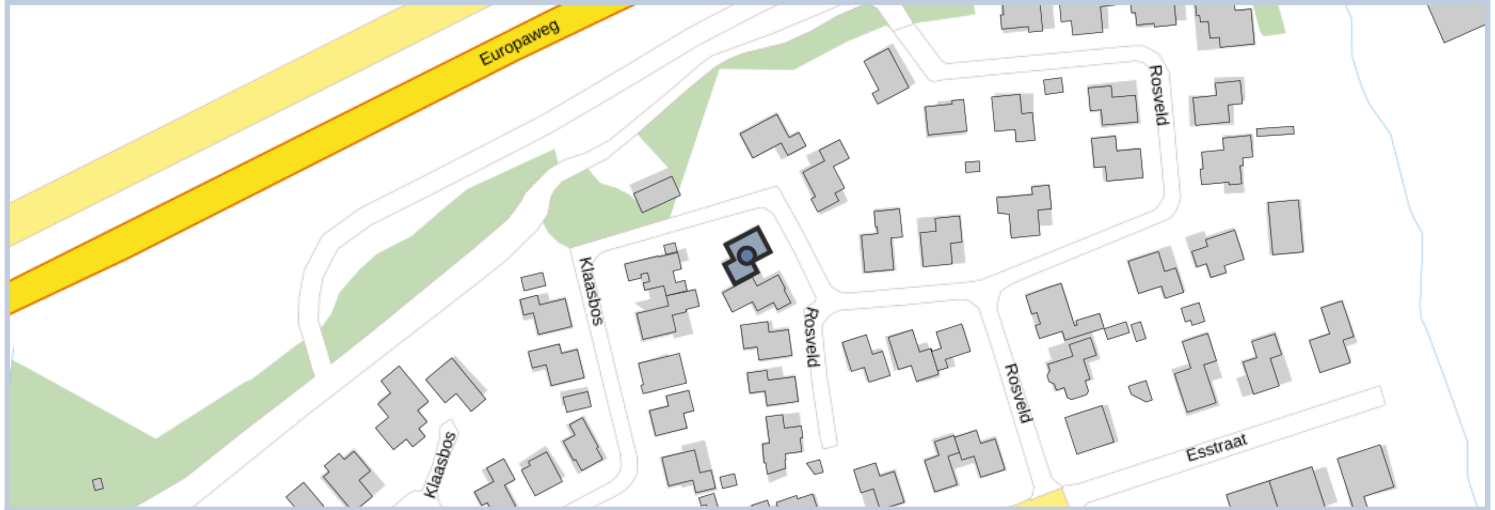 Europaweg
Rosveld
Klaasbos
Rosveld
Rosveld
Klaasbos
Esstraat